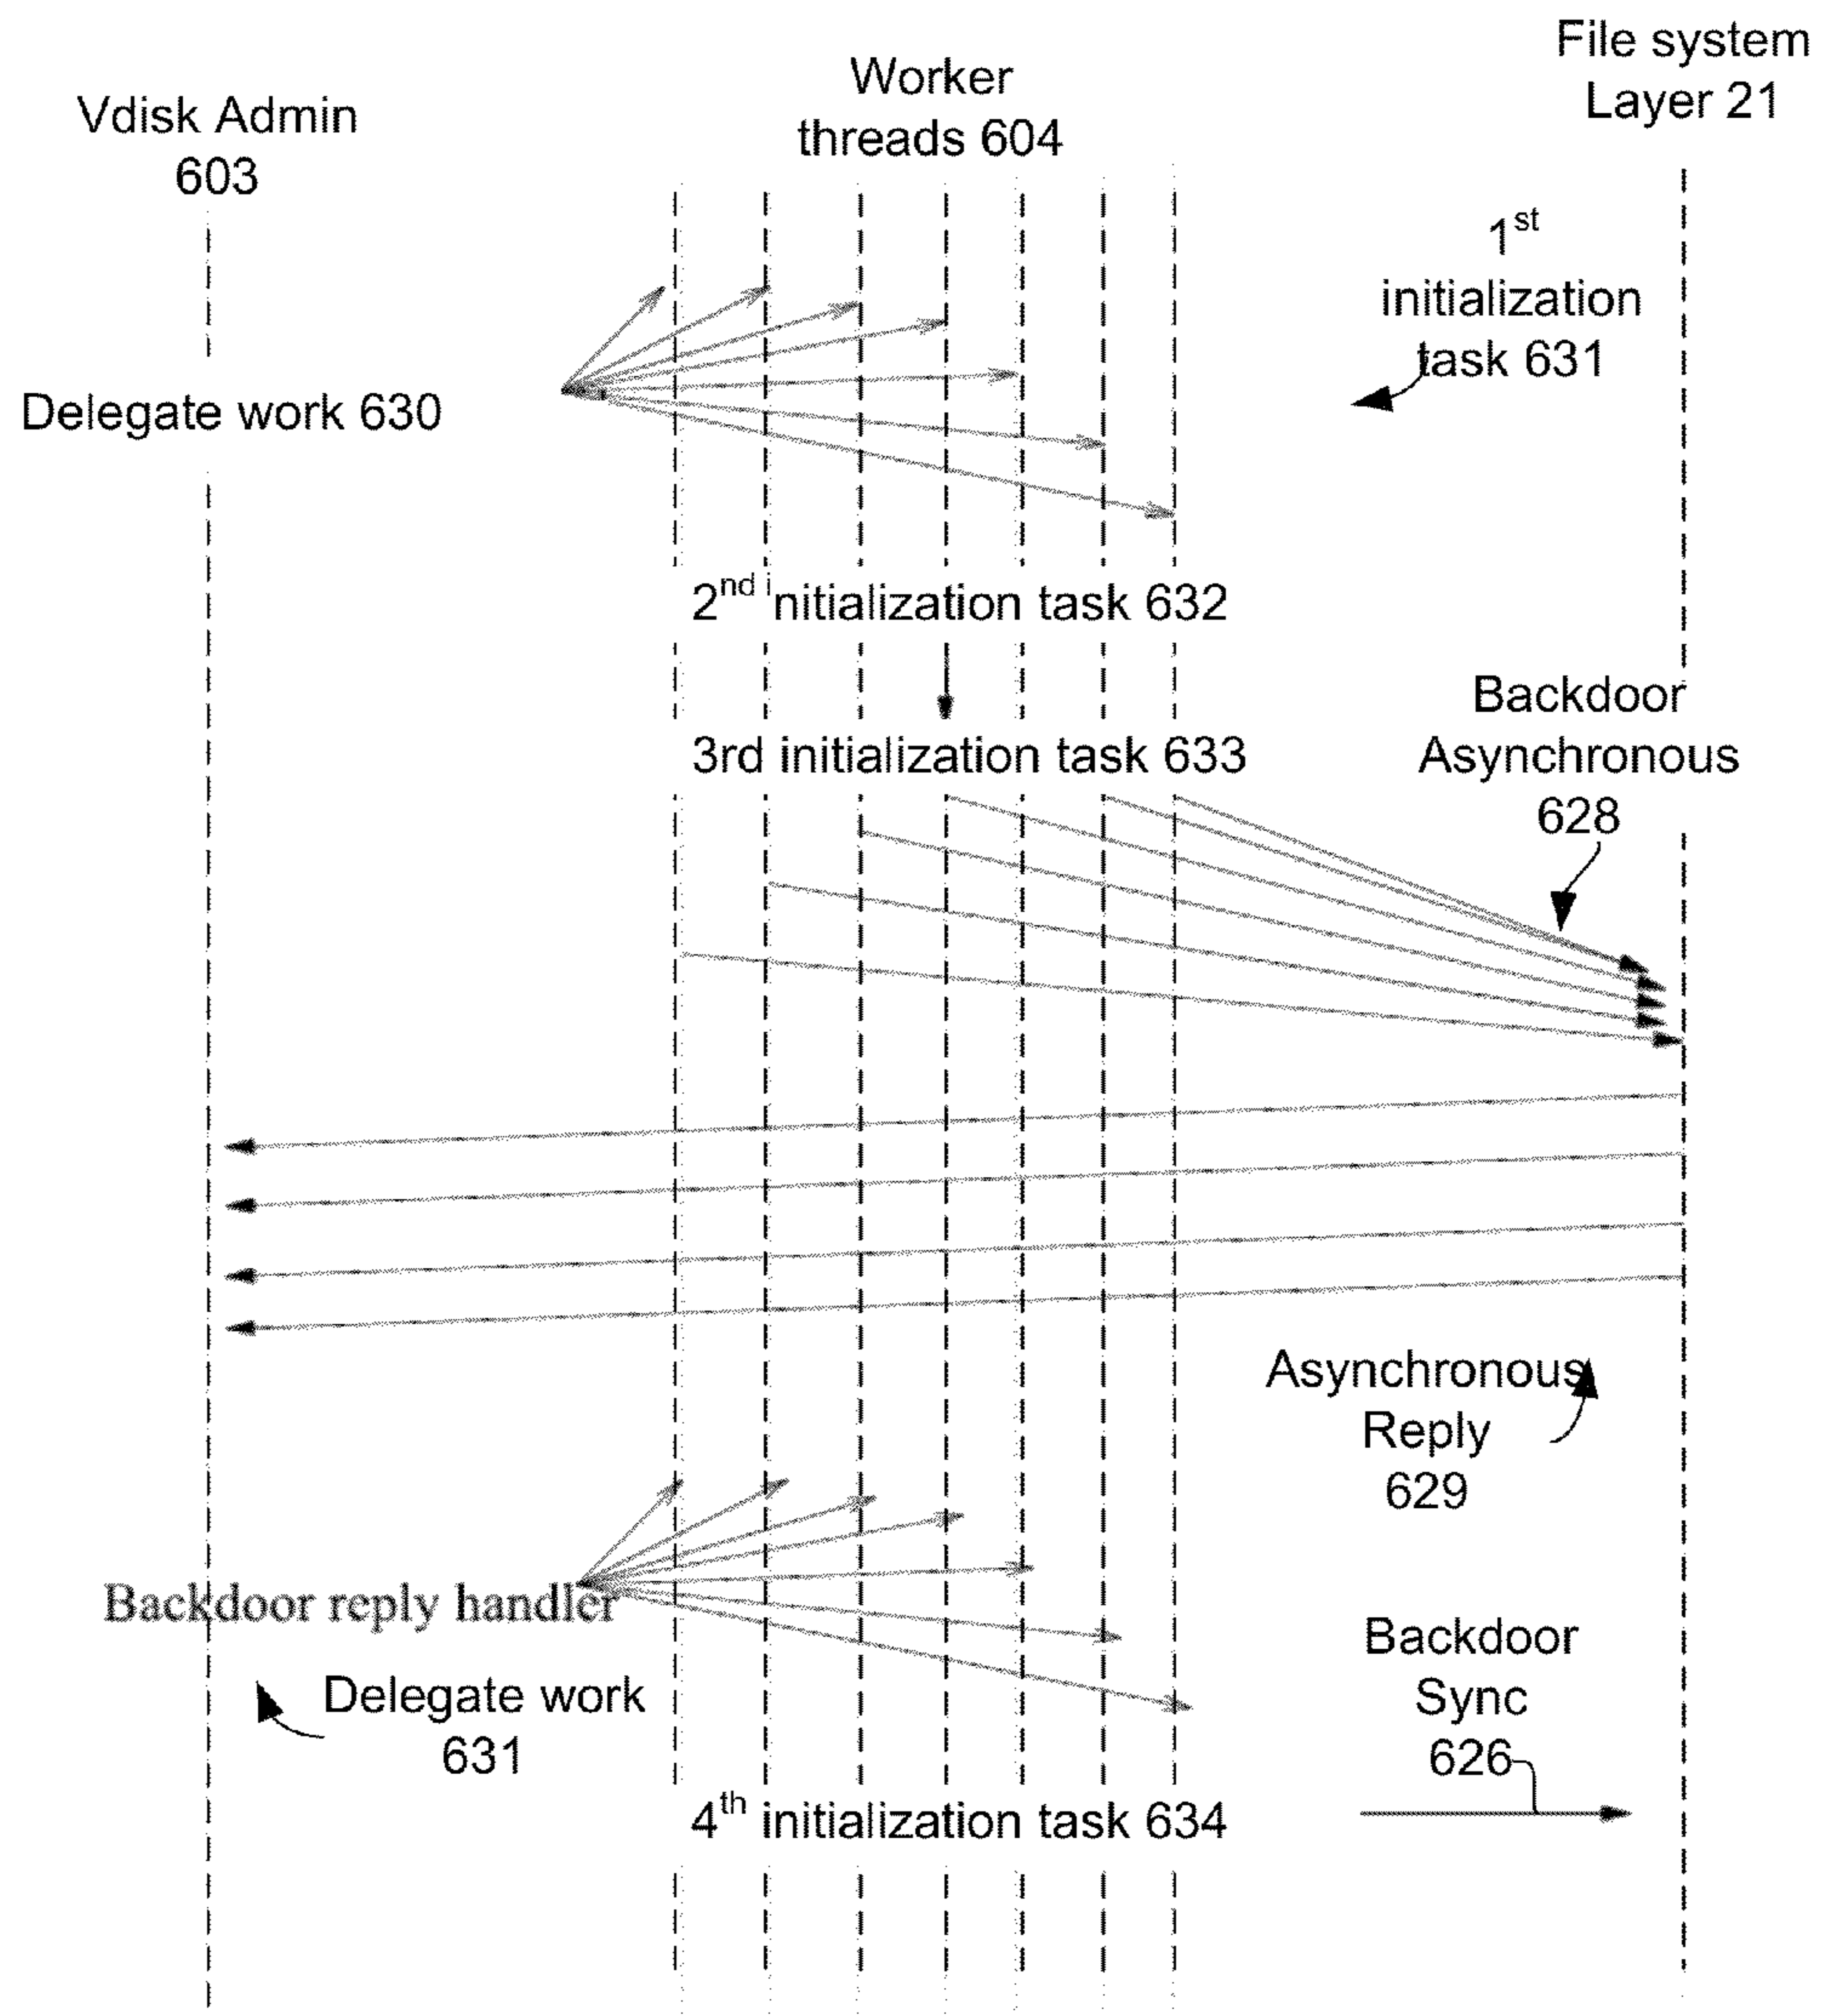 File system
Layer 21
Worker
threads 604
Vdisk Admin
603
1st
initialization
task 631
Delegate work 630
2nd initialization task 632
Backdoor
Asynchronous
628
3rd initialization task 633
Asynchronous
Reply
629
Backdoor reply handler
Backdoor
Sync
626
Delegate work
631
4th initialization task 634